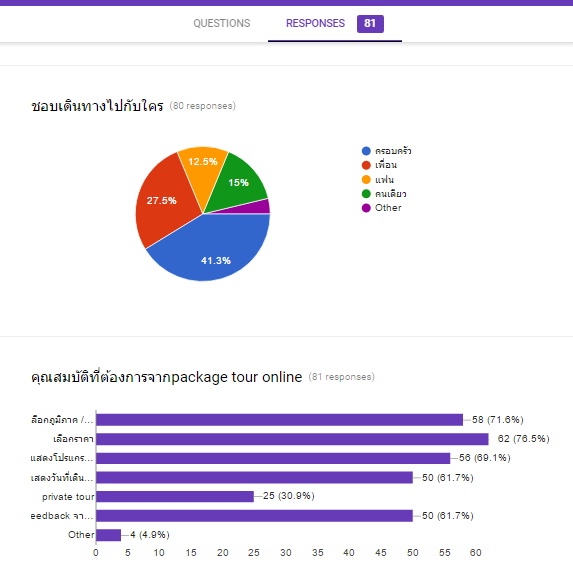 QUESTIONS RESPONSES 81
ชอบเดินทางไปกับใคร (80 responses)
12.5%
15%
27.5%
41.3%
ครอบครัว
เพื่อน
แฟน
คนเดียว
Other
คุณสมบัติที่ต้องการจากpackage tour online (81 responses)
ลือกภูมิภาค /... 58 (71.6%)
เลือกราคา 62 (76.5%)
แสดงโปรแกร... 56 (69.1%)
เสดงวันที่เดิน... 50 (61.7%)
private tour 25 (30.9%)
eedback จา... 50 (61.7%)
Other 4 (4.9%)
0 5 10 15 20 25 30 35 40 45 50 55 60